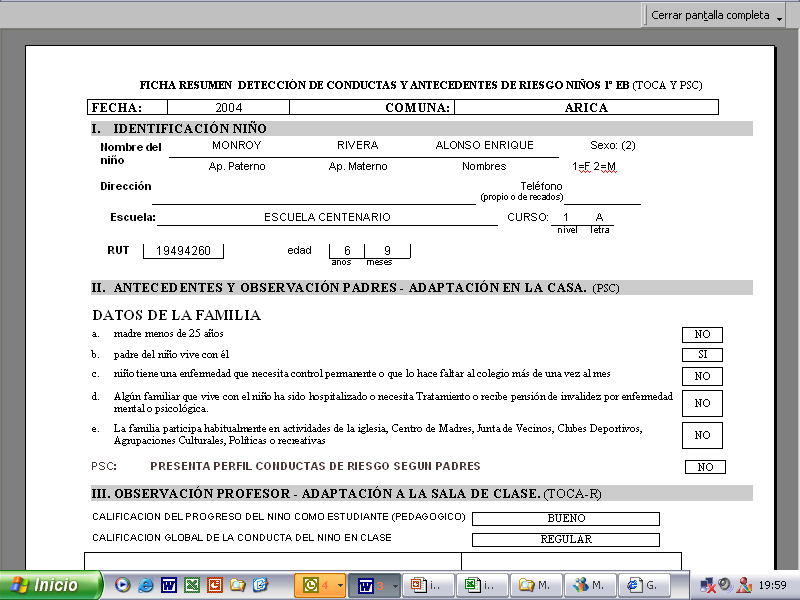 Cerrar pantalla completa
FICHA RESUMEN DETECCIÓN DE CONDUCTAS Y ANTECEDENTES DE RIESGO NIÑOS 1º EB (TOCA Y PSC)
FECHA: 2004 COMUNA: ARICA
I. IDENTIFICACIÓN NIÑO
Nombre del niño MONROY RIVERA ALONSO ENRIQUE Sexo: (2)
Ap. Paterno Ap. Materno Nombres 1=F 2=M
Dirección Teléfono
(propio o de recados)
Escuela: ESCUELA CENTENARIO CURSO: 1 A
nivel letra
RUT 19494260 edad 6 9
anos meses
II. ANTECEDENTES Y OBSERVACIÓN PADRES - ADAPTACIÓN EN LA CASA. (PSC)
DATOS DE LA FAMILIA
a. madre menos de 25 años NO
b. padre del niño vive con él SI
c. niño tiene una enfermedad que necesita control permanente o que lo hace faltar al colegio más de una vez al mes NO
d. Algún familiar que vive con el niño ha sido hospitalizado o necesita Tratamiento o recibe pensión de invalidez por enfermedad
mental o psicológica. NO
e. La familia participa habitualmente en actividades de la iglesia, Centro de Madres, Junta de Vecinos, Clubes Deportivos,
Agrupaciones Culturales, Políticas o recreativas NO
PSC: PRESENTA PERFIL CONDUCTAS DE RIESGO SEGUN PADRES NO
III. OBSERVACIÓN PROFESOR - ADAPTACIÓN A LA SALA DE CLASE. (TOCA-R)
CALIFICACION DEL PROGRESO DEL NINO COMO ESTUDIANTE (PEDAGOGICO) BUENO
CALIFICACION GLOBAL DE LA CONDUCTA DEL NINO EN CLASE REGULAR
Inicio 4 3 i.. i.. M. M. G. 19:59